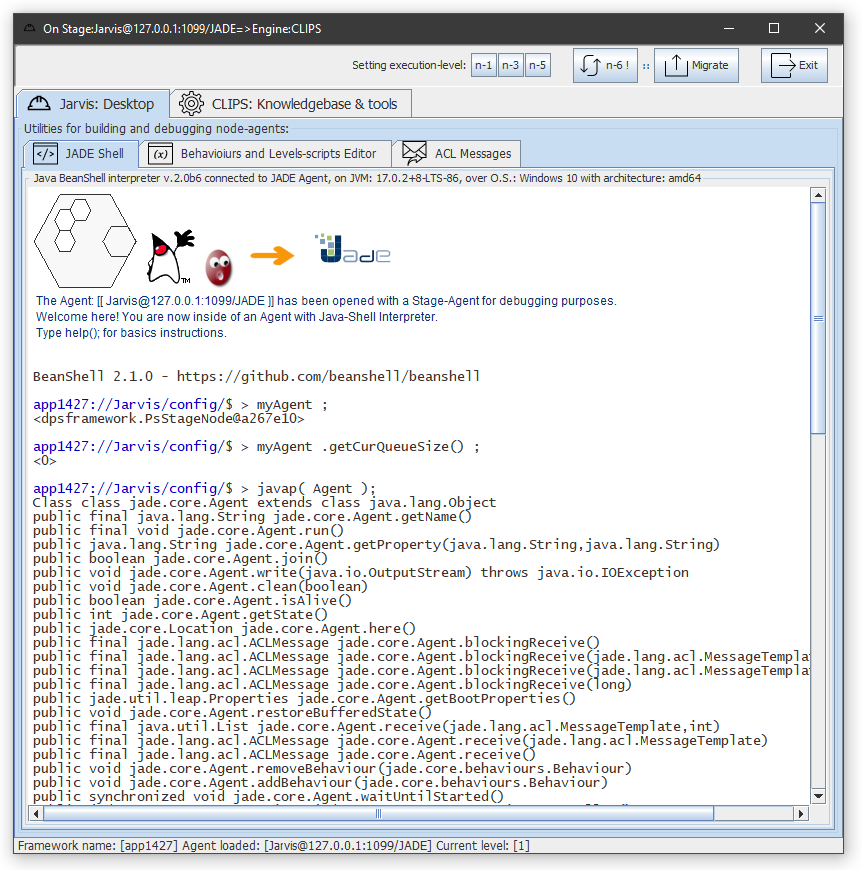 On Stage:Jarvis@127.0.0.1:1099/JADE=>Engine:CLIPS
Setting execution-level: n-1 n-3 n-5 n-6 ! :: Migrate Exit
Jarvis: Desktop CLIPS: Knowledgebase & tools
Utilities for building and debugging node-agents:
</> JADE Shell (x) Behavioiurs and Levels-scripts Editor ACL Messages
Java BeanShell interpreter v.2.0b6 connected to JADE Agent, on JVM: 17.0.2+8-LTS-86, over O.S.: Windows 10 with architecture: amd64
TM Jade
The Agent: [[ Jarvis@127.0.0.1:1099/JADE ]] has been opened with a Stage-Agent for debugging purposes.
Welcome here! You are now inside of an Agent with Java-Shell Interpreter.
Type help(); for basics instructions.
BeanShell 2.1.0 - https://github.com/beanshell/beanshell
app1427://Jarvis/config/$ > myAgent ;
<dpsframework.PsStageNode@a267e10>
app1427://Jarvis/config/$ > myAgent .getCurQueueSize() ;
<0>
app1427://Jarvis/config/$ > javap( Agent );
Class class jade.core.Agent extends class java.lang.Object
public final java.lang.String jade.core.Agent.getName()
public final void jade.core.Agent.run()
public java.lang.String jade.core.Agent.getProperty(java.lang.String,java.lang.String)
public boolean jade.core.Agent.join()
public void jade.core.Agent.write(java.io.OutputStream) throws java.io.IOException
public void jade.core.Agent.clean(boolean)
public boolean jade.core.Agent.isAlive()
public int jade.core.Agent.getState()
public jade.core.Location jade.core.Agent.here()
public final jade.lang.acl.ACLMessage jade.core.Agent.blockingReceive()
public final jade.lang.acl.ACLMessage jade.core.Agent.blockingReceive(jade.lang.acl.MessageTemplat
public final jade.lang.acl.ACLMessage jade.core.Agent.blockingReceive(jade.lang.acl.MessageTemplat
public final jade.lang.acl.ACLMessage jade.core.Agent.blockingReceive(long)
public jade.util.leap.Properties jade.core.Agent.getBootProperties()
public void jade.core.Agent.restoreBufferedState()
public final java.util.List jade.core.Agent.receive(jade.lang.acl.MessageTemplate,int)
public final jade.lang.acl.ACLMessage jade.core.Agent.receive(jade.lang.acl.MessageTemplate)
public final jade.lang.acl.ACLMessage jade.core.Agent.receive()
public void jade.core.Agent.removeBehaviour(jade.core.behaviours.Behaviour)
public void jade.core.Agent.addBehaviour(jade.core.behaviours.Behaviour)
public synchronized void jade.core.Agent.waitUntilStarted()
Framework name: [app1427] Agent loaded: [Jarvis@127.0.0.1:1099/JADE] Current level: [1]